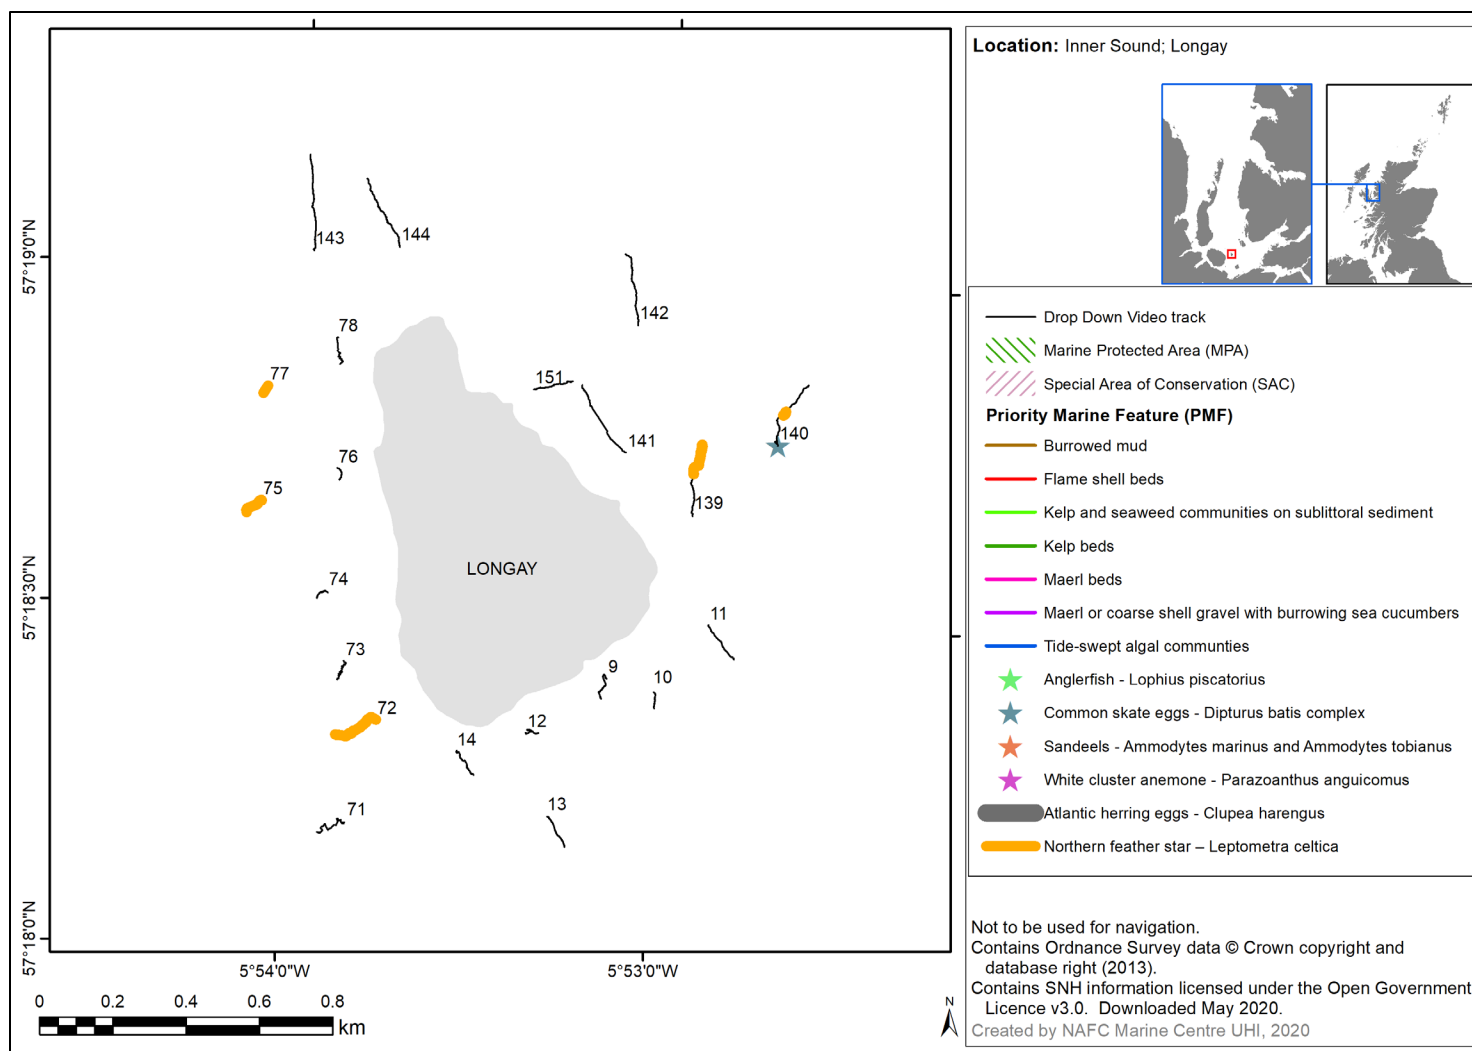 Location: Inner Sound; Longay
57°19'0"N
57°18'30"N
57°18'0"N
5°54'0"W
5°53'0"W
143
144
142
78
77
151
141
140
76
75
139
LONGAY
74
11
73
9
10
72
12
14
71
13
0 0.2 0.4 0.6 0.8
km
N
Drop Down Video track
Marine Protected Area (MPA)
Special Area of Conservation (SAC)
Priority Marine Feature (PMF)
Burrowed mud
Flame shell beds
Kelp and seaweed communities on sublittoral sediment
Kelp beds
Maerl beds
Maerl or coarse shell gravel with burrowing sea cucumbers
Tide-swept algal communties
Anglerfish - Lophius piscatorius
Common skate eggs - Dipturus batis complex
Sandeels - Ammodytes marinus and Ammodytes tobianus
White cluster anemone - Parazoanthus anguicomus
Atlantic herring eggs - Clupea harengus
Northern feather star – Leptometra celtica
Not to be used for navigation.
Contains Ordnance Survey data © Crown copyright and
database right (2013).
Contains SNH information licensed under the Open Government
Licence v3.0. Downloaded May 2020.
Created by NAFC Marine Centre UHI, 2020